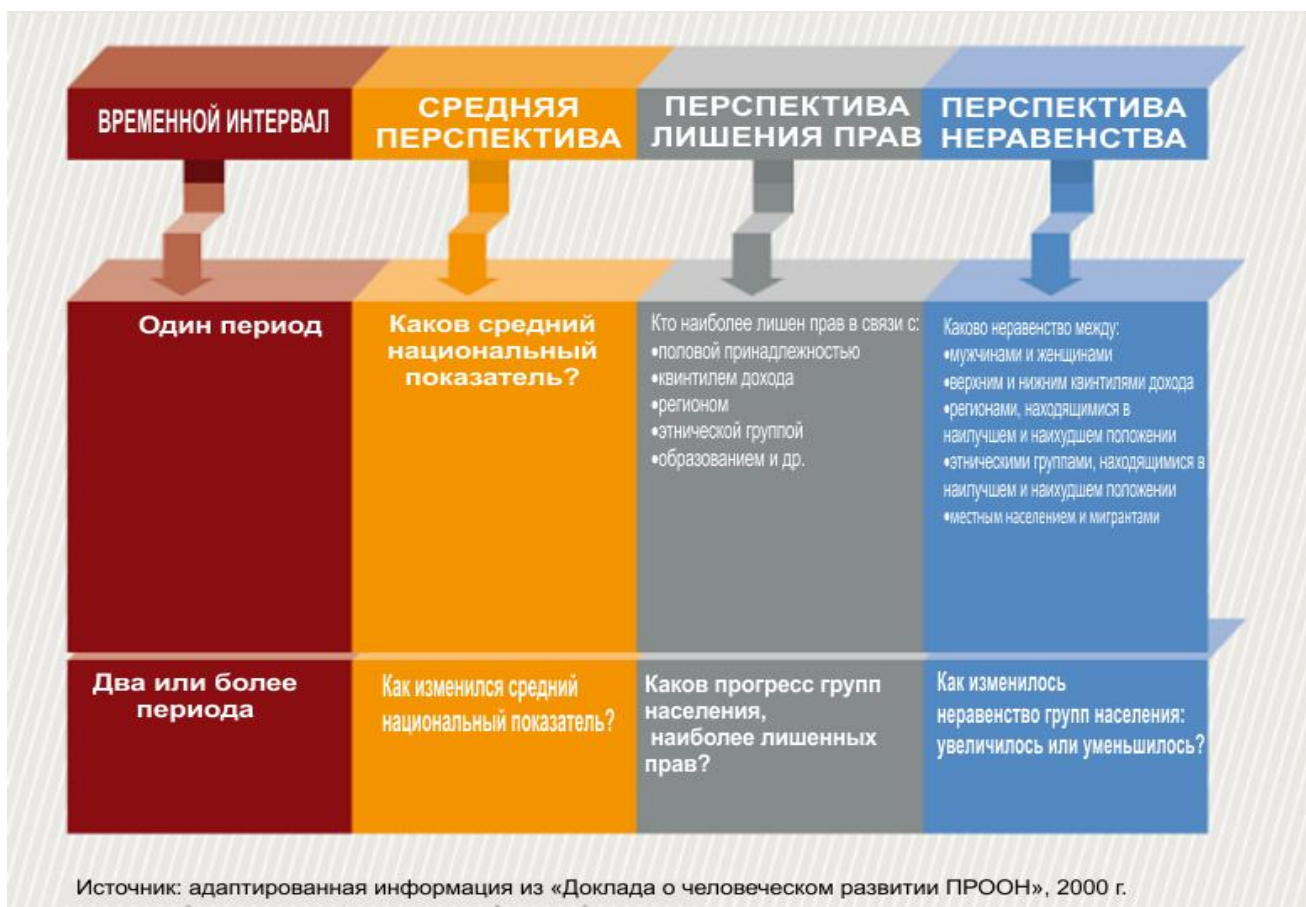 ВРЕМЕННОЙ ИНТЕРВАЛ
СРЕДНЯЯ
ПЕРСПЕКТИВА
ПЕРСПЕКТИВА
ЛИШЕНИЯ ПРАВ
ПЕРСПЕКТИВА
НЕРАВЕНСТВА
Один период
Каков средний
национальный
показатель?
Кто наиболее лишен прав в связи с:
•половой принадлежностью
•квинтилем дохода
•регионом
•этнической группой
•образованием и др.
Каково неравенство между:
•мужчинами и женщинами
•верхним и нижним квинтилями дохода
•регионами, находящимися в
наилучшем и наихудшем положении
•этническими группами, находящимися в
наилучшем и наихудшем положении
•местным населением и мигрантами
Два или более
периода
Как изменился средний
национальный показатель?
Каков прогресс групп
населения,
наиболее лишенных
прав?
Как изменилось
неравенство групп населения:
увеличилось или уменьшилось?
Источник: адаптированная информация из «Доклада о человеческом развитии ПРООН», 2000 г.